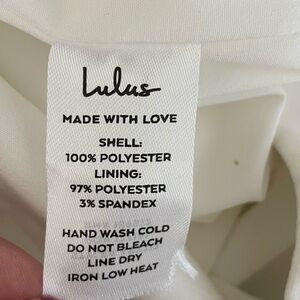 Lulus
MADE WITH LOVE
SHELL:
100% POLYESTER
LINING:
97% POLYESTER
3% SPANDEX
HAND WASH COLD
DO NOT BLEACH
LINE DRY
IRON LOW HEAT